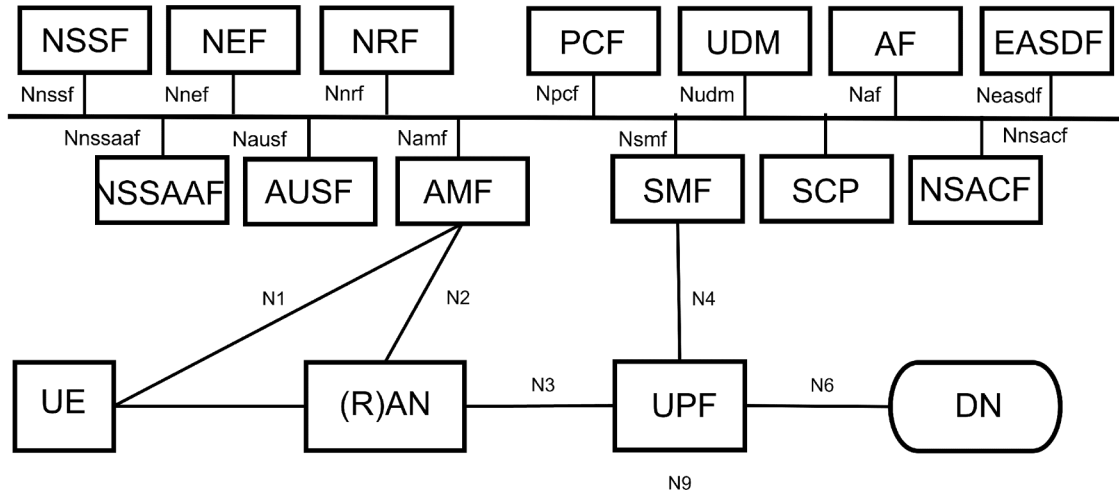 NSSF NEF NRF PCF UDM AF EASDF
Nnssf Nnef Nnrf Npcf Nudm Naf Neasdf
Nnssaaf Nausf Namf Nsmf Nnsacf
NSSAAF AUSF AMF SMF SCP NSACF
N1 N2 N4
N3 N6
UE (R)AN UPF DN
N9